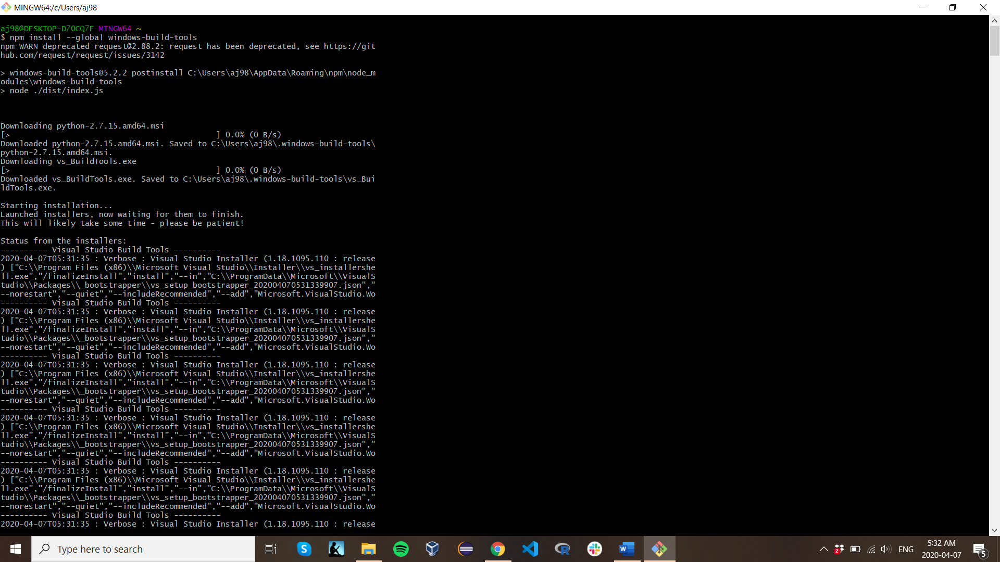 MINGW64:/c/Users/aj98
aj98@DESKTOP-D7OCQ7F MINGW64 ~
$ npm install --global windows-build-tools
npm WARN deprecated request@2.88.2: request has been deprecated, see https://git
hub.com/request/request/issues/3142
> windows-build-tools@5.2.2 postinstall C:\Users\aj98\AppData\Roaming\npm\node_m
odules\windows-build-tools
> node ./dist/index.js
Downloading python-2.7.15.amd64.msi
[> ] 0.0% (0 B/s)
Downloaded python-2.7.15.amd64.msi. Saved to C:\Users\aj98\.windows-build-tools\
python-2.7.15.amd64.msi.
Downloading vs_BuildTools.exe
[> ] 0.0% (0 B/s)
Downloaded vs_BuildTools.exe. Saved to C:\Users\aj98\.windows-build-tools\vs_Bui
ldTools.exe.
Starting installation...
Launched installers, now waiting for them to finish.
This will likely take some time - please be patient!
Status from the installers:
---------- Visual Studio Build Tools ----------
2020-04-07T05:31:35 : Verbose : Visual Studio Installer (1.18.1095.110 : release
) ["C:\\Program Files (x86)\\Microsoft Visual Studio\\Installer\\vs_installershe
ll.exe","/finalizeInstall","install","--in","C:\\ProgramData\\Microsoft\\VisualS
tudio\\Packages\\_bootstrapper\\vs_setup_bootstrapper_202004070531339907.json","
--norestart","--quiet","--includeRecommended","--add","Microsoft.VisualStudio.Wo
---------- Visual Studio Build Tools ----------
2020-04-07T05:31:35 : Verbose : Visual Studio Installer (1.18.1095.110 : release
) ["C:\\Program Files (x86)\\Microsoft Visual Studio\\Installer\\vs_installershe
ll.exe","/finalizeInstall","install","--in","C:\\ProgramData\\Microsoft\\VisualS
tudio\\Packages\\_bootstrapper\\vs_setup_bootstrapper_202004070531339907.json","
--norestart","--quiet","--includeRecommended","--add","Microsoft.VisualStudio.Wo
---------- Visual Studio Build Tools ----------
2020-04-07T05:31:35 : Verbose : Visual Studio Installer (1.18.1095.110 : release
) ["C:\\Program Files (x86)\\Microsoft Visual Studio\\Installer\\vs_installershe
ll.exe","/finalizeInstall","install","--in","C:\\ProgramData\\Microsoft\\VisualS
tudio\\Packages\\_bootstrapper\\vs_setup_bootstrapper_202004070531339907.json","
--norestart","--quiet","--includeRecommended","--add","Microsoft.VisualStudio.Wo
---------- Visual Studio Build Tools ----------
2020-04-07T05:31:35 : Verbose : Visual Studio Installer (1.18.1095.110 : release
) ["C:\\Program Files (x86)\\Microsoft Visual Studio\\Installer\\vs_installershe
ll.exe","/finalizeInstall","install","--in","C:\\ProgramData\\Microsoft\\VisualS
tudio\\Packages\\_bootstrapper\\vs_setup_bootstrapper_202004070531339907.json","
--norestart","--quiet","--includeRecommended","--add","Microsoft.VisualStudio.Wo
---------- Visual Studio Build Tools ----------
2020-04-07T05:31:35 : Verbose : Visual Studio Installer (1.18.1095.110 : release
) ["C:\\Program Files (x86)\\Microsoft Visual Studio\\Installer\\vs_installershe
ll.exe","/finalizeInstall","install","--in","C:\\ProgramData\\Microsoft\\VisualS
tudio\\Packages\\_bootstrapper\\vs_setup_bootstrapper_202004070531339907.json","
--norestart","--quiet","--includeRecommended","--add","Microsoft.VisualStudio.Wo
---------- Visual Studio Build Tools ----------
2020-04-07T05:31:35 : Verbose : Visual Studio Installer (1.18.1095.110 : release
Type here to search
ENG
5:32 AM
2020-04-07
5